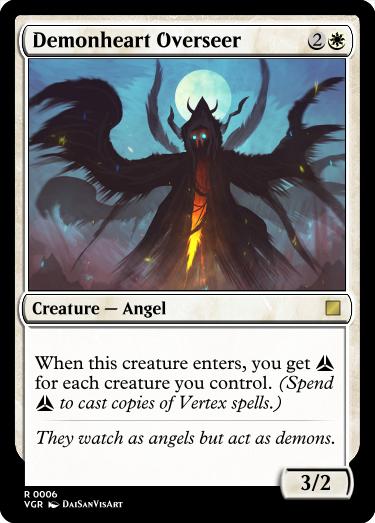 Demonheart Overseer 2
Creature — Angel
When this creature enters, you get
for each creature you control. (Spend
to cast copies of Vertex spells.)
They watch as angels but act as demons.
3/2
R 0006
VGR DaiSanVisArt